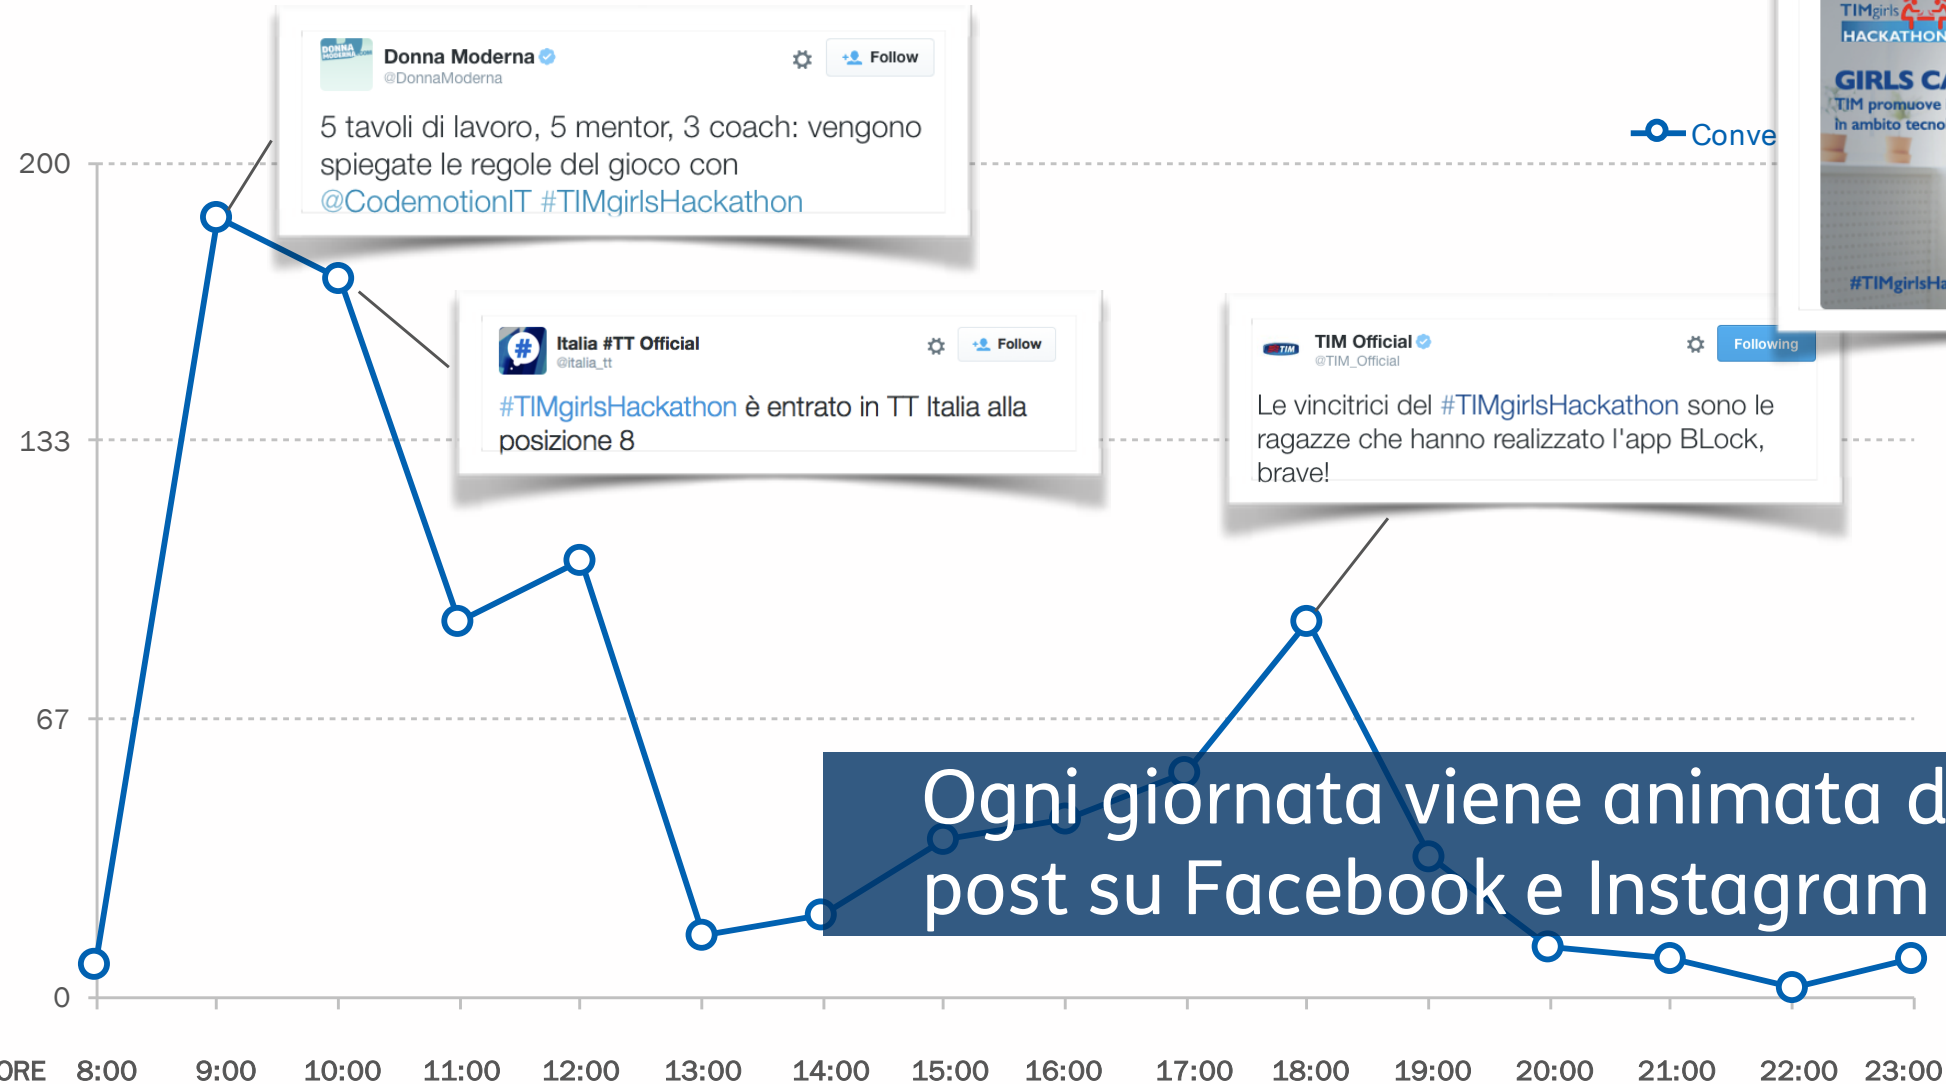 TIMgirls
HACKATHON
GIRLS
TIM promuove
in ambito
Donna Moderna
@DonnaModerna
Follow
5 tavoli di lavoro, 5 mentor, 3 coach: vengono
spiegate le regole del gioco con
@CodemotionIT #TIMgirlsHackathon
200
Italia #TT Official
@italia_tt
Follow
#TIMgirlsHackathon è entrato in TT Italia alla
posizione 8
TIM
TIM Official
@TIM_Official
Following
Le vincitrici del #TIMgirlsHackathon sono le
ragazze che hanno realizzato l'app BLock,
brave!
133
67
Ogni giornata viene animata
post su Facebook e Instagram
0
ORE 8:00 9:00 10:00 11:00 12:00 13:00 14:00 15:00 16:00 17:00 18:00 19:00 20:00 21:00 22:00 23:00